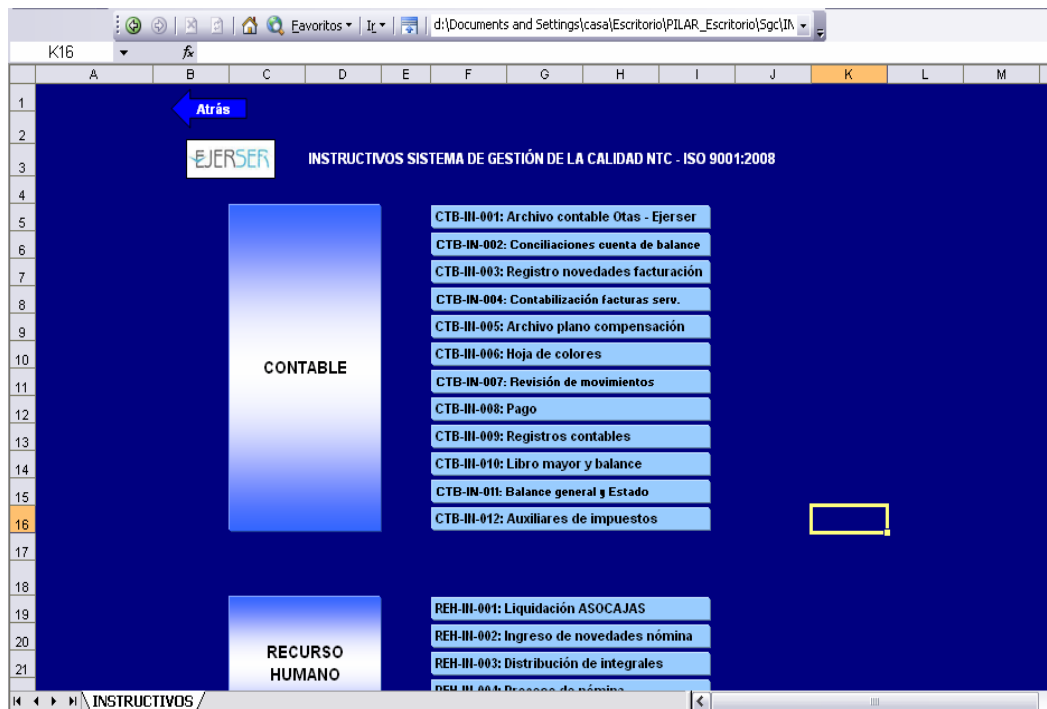 Favoritos Ir d:\Documents and Settings\casa\Escritorio\PILAR_Escritorio\Sgc\IN
K16 fx
A B C D E F G H I J K L M
1
Atrás
2
EJERSER INSTRUCTIVOS SISTEMA DE GESTIÓN DE LA CALIDAD NTC - ISO 9001:2008
3
4
5 CTB-IN-001: Archivo contable Otas - Ejerser
6 CTB-IN-002: Conciliaciones cuenta de balance
7 CTB-IN-003: Registro novedades facturación
8 CTB-IN-004: Contabilización facturas serv.
9 CTB-IN-005: Archivo plano compensación
10 CTB-IN-006: Hoja de colores
CONTABLE
11 CTB-IN-007: Revisión de movimientos
12 CTB-IN-008: Pago
13 CTB-IN-009: Registros contables
14 CTB-IN-010: Libro mayor y balance
15 CTB-IN-011: Balance general y Estado
16 CTB-IN-012: Auxiliares de impuestos
17
18
19 REH-IN-001: Liquidación ASOCAJAS
20 REH-IN-002: Ingreso de novedades nómina
RECURSO
HUMANO
21 REH-IN-003: Distribución de integrales
REH-IN-004: Proceso de nómina
INSTRUCTIVOS